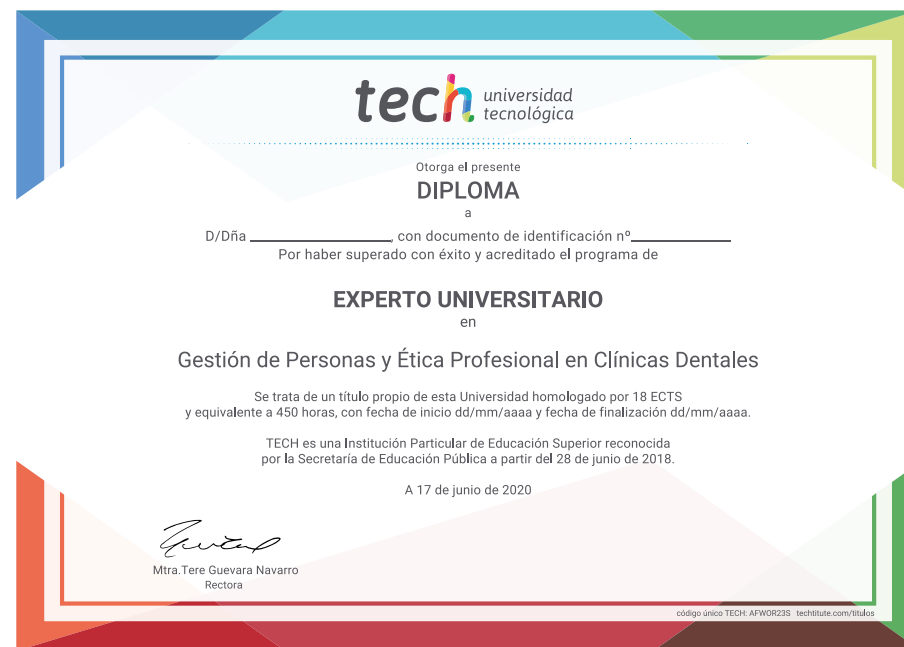 tech universidad
tecnológica
Otorga el presente
DIPLOMA
a
D/Dña ____________________, con documento de identificación nº______________
Por haber superado con éxito y acreditado el programa de
EXPERTO UNIVERSITARIO
en
Gestión de Personas y Ética Profesional en Clínicas Dentales
Se trata de un título propio de esta Universidad homologado por 18 ECTS
y equivalente a 450 horas, con fecha de inicio dd/mm/aaaa y fecha de finalización dd/mm/aaaa.
TECH es una Institución Particular de Educación Superior reconocida
por la Secretaría de Educación Pública a partir del 28 de junio de 2018.
A 17 de junio de 2020
Mtra.Tere Guevara Navarro
Rectora
código único TECH: AFWOR23S techtitute.com/titulos